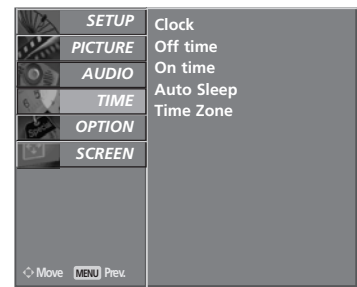 SETUP
PICTURE
AUDIO
TIME
OPTION
SCREEN
Clock
Off time
On time
Auto Sleep
Time Zone
Move MENU Prev.